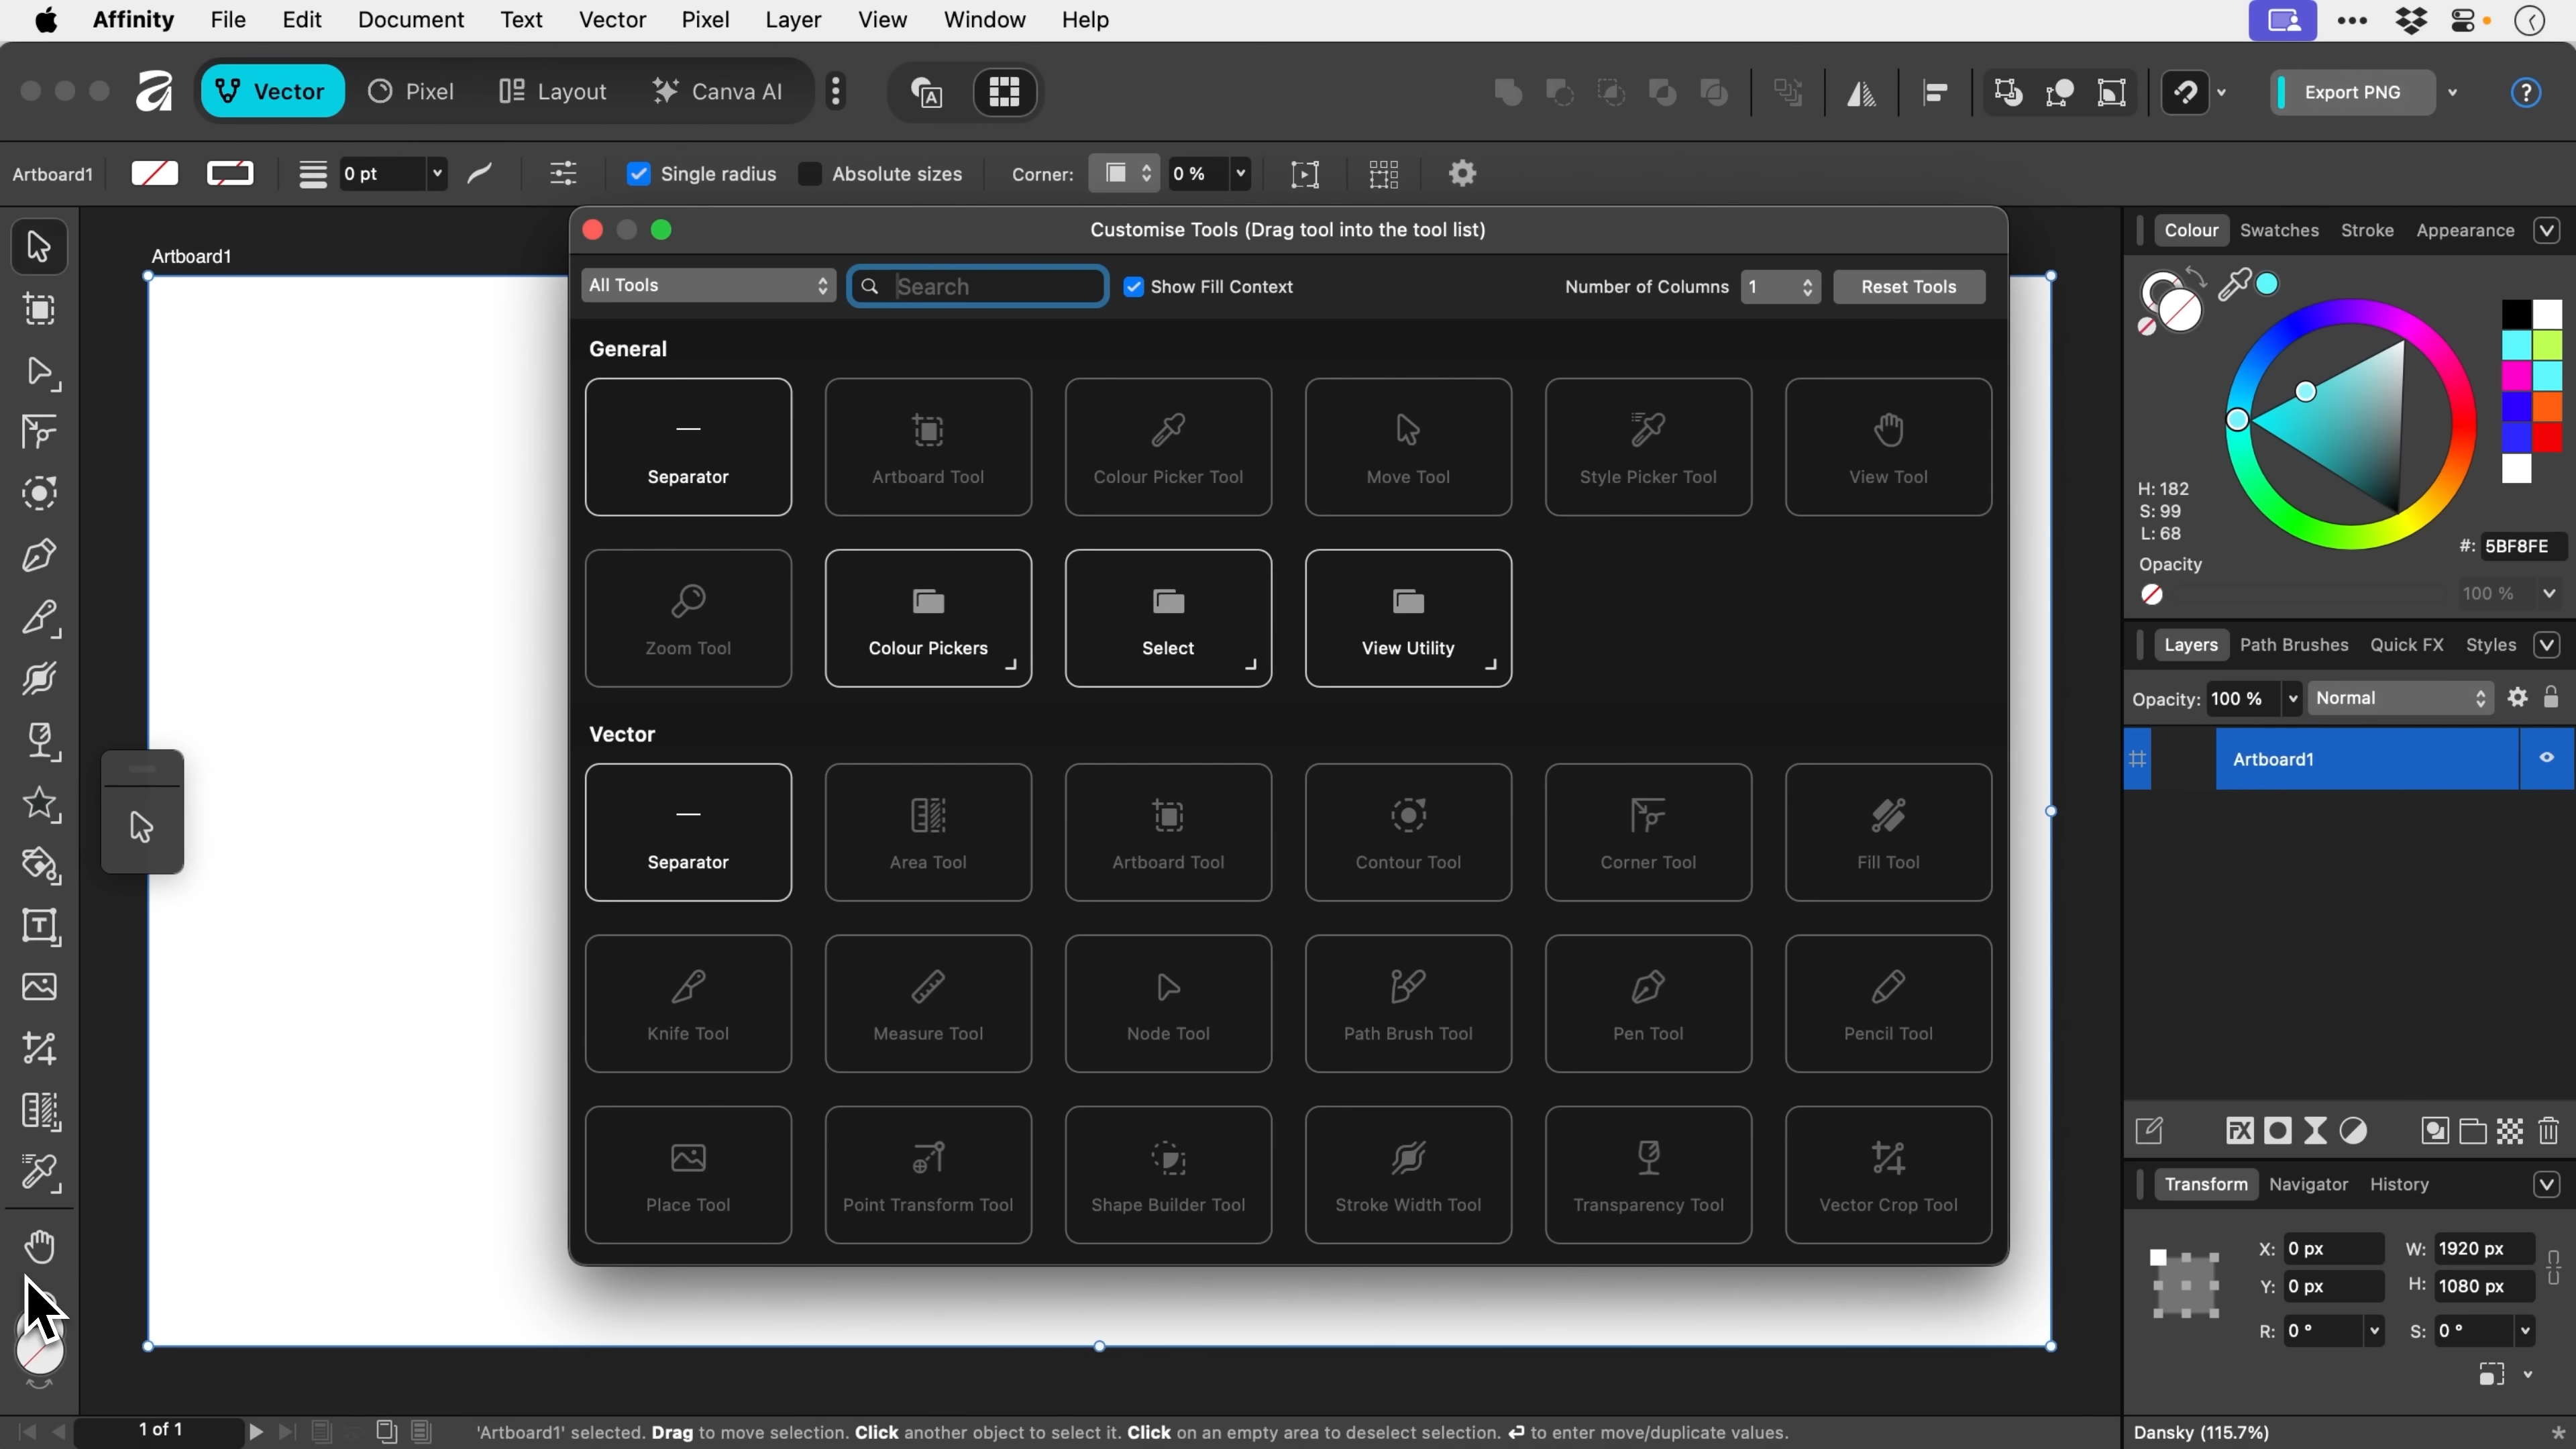 Affinity File Edit Document Text Vector Pixel Layer View Window Help
Vector Pixel Layout Canva AI A Export PNG ?
Artboard1 0 pt Single radius Absolute sizes Corner: 0 %
Artboard1
Customise Tools (Drag tool into the tool list)
All Tools Search Show Fill Context Number of Columns 1 Reset Tools
General
Separator Artboard Tool Colour Picker Tool Move Tool Style Picker Tool View Tool
Zoom Tool Colour Pickers Select View Utility
Vector
Separator Area Tool Artboard Tool Contour Tool Corner Tool Fill Tool
Knife Tool Measure Tool Node Tool Path Brush Tool Pen Tool Pencil Tool
Place Tool Point Transform Tool Shape Builder Tool Stroke Width Tool Transparency Tool Vector Crop Tool
Colour Swatches Stroke Appearance
H: 182
S: 99
L: 68
#: 5BF8FE
Opacity
100 %
Layers Path Brushes Quick FX Styles
Opacity: 100 % Normal
Artboard1
FX
Transform Navigator History
X: 0 px W: 1920 px
Y: 0 px H: 1080 px
R: 0 ° S: 0 °
1 of 1 'Artboard1' selected. Drag to move selection. Click another object to select it. Click on an empty area to deselect selection. ↵ to enter move/duplicate values. Dansky (115.7%)